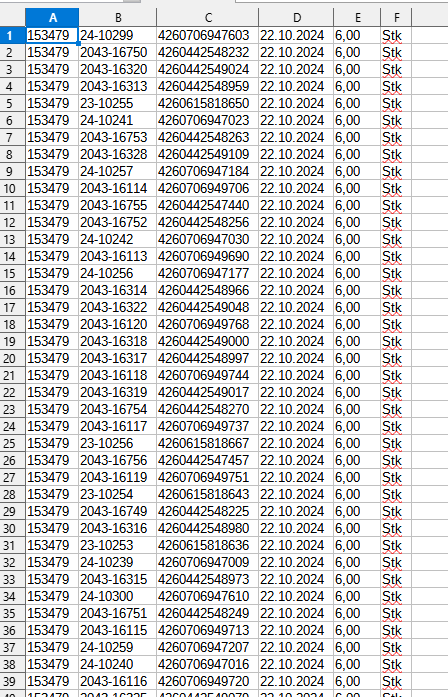 A B C D E F
1 153479 24-10299 4260706947603 22.10.2024 6,00 Stk
2 153479 2043-16750 4260442548232 22.10.2024 6,00 Stk
3 153479 2043-16320 4260442549024 22.10.2024 6,00 Stk
4 153479 2043-16313 4260442548959 22.10.2024 6,00 Stk
5 153479 23-10255 4260615818650 22.10.2024 6,00 Stk
6 153479 24-10241 4260706947023 22.10.2024 6,00 Stk
7 153479 2043-16753 4260442548263 22.10.2024 6,00 Stk
8 153479 2043-16328 4260442549109 22.10.2024 6,00 Stk
9 153479 24-10257 4260706947184 22.10.2024 6,00 Stk
10 153479 2043-16114 4260706949706 22.10.2024 6,00 Stk
11 153479 2043-16755 4260442547440 22.10.2024 6,00 Stk
12 153479 2043-16752 4260442548256 22.10.2024 6,00 Stk
13 153479 24-10242 4260706947030 22.10.2024 6,00 Stk
14 153479 2043-16113 4260706949690 22.10.2024 6,00 Stk
15 153479 24-10256 4260706947177 22.10.2024 6,00 Stk
16 153479 2043-16314 4260442548966 22.10.2024 6,00 Stk
17 153479 2043-16322 4260442549048 22.10.2024 6,00 Stk
18 153479 2043-16120 4260706949768 22.10.2024 6,00 Stk
19 153479 2043-16318 4260442549000 22.10.2024 6,00 Stk
20 153479 2043-16317 4260442548997 22.10.2024 6,00 Stk
21 153479 2043-16118 4260706949744 22.10.2024 6,00 Stk
22 153479 2043-16319 4260442549017 22.10.2024 6,00 Stk
23 153479 2043-16754 4260442548270 22.10.2024 6,00 Stk
24 153479 2043-16117 4260706949737 22.10.2024 6,00 Stk
25 153479 23-10256 4260615818667 22.10.2024 6,00 Stk
26 153479 2043-16756 4260442547457 22.10.2024 6,00 Stk
27 153479 2043-16119 4260706949751 22.10.2024 6,00 Stk
28 153479 23-10254 4260615818643 22.10.2024 6,00 Stk
29 153479 2043-16749 4260442548225 22.10.2024 6,00 Stk
30 153479 2043-16316 4260442548980 22.10.2024 6,00 Stk
31 153479 23-10253 4260615818636 22.10.2024 6,00 Stk
32 153479 24-10239 4260706947009 22.10.2024 6,00 Stk
33 153479 2043-16315 4260442548973 22.10.2024 6,00 Stk
34 153479 24-10300 4260706947610 22.10.2024 6,00 Stk
35 153479 2043-16751 4260442548249 22.10.2024 6,00 Stk
36 153479 2043-16115 4260706949713 22.10.2024 6,00 Stk
37 153479 24-10259 4260706947207 22.10.2024 6,00 Stk
38 153479 24-10240 4260706947016 22.10.2024 6,00 Stk
39 153479 2043-16116 4260706949720 22.10.2024 6,00 Stk